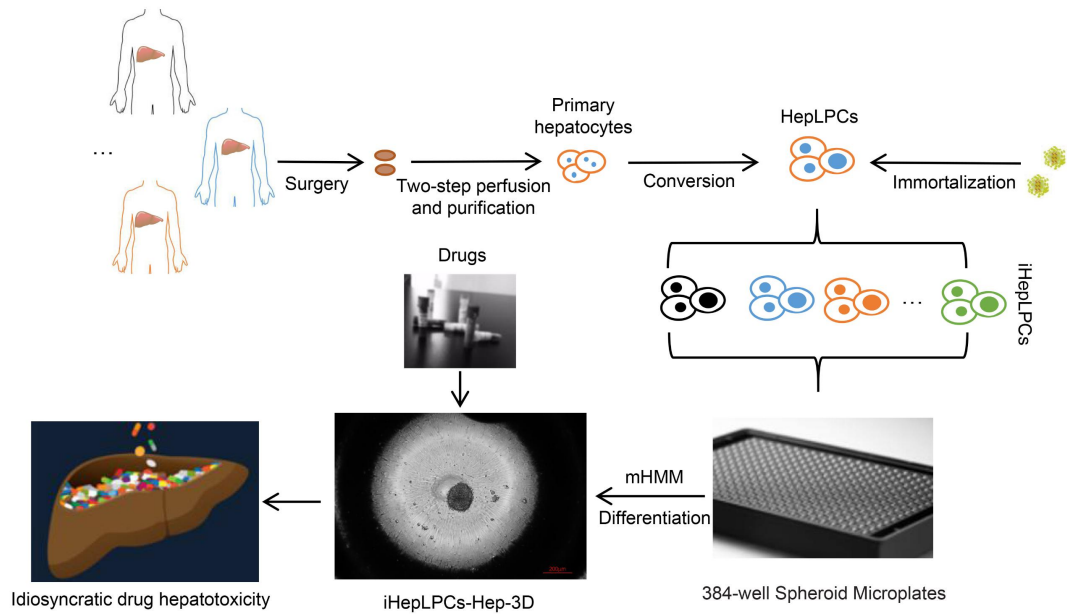 Primary
hepatocytes
HepLPCs
...
Surgery
Two-step perfusion
and purification
Conversion
Immortalization
Drugs
iHepLPCs
...
mHMM
Differentiation
200μm
Idiosyncratic drug hepatotoxicity
iHepLPCs-Hep-3D
384-well Spheroid Microplates